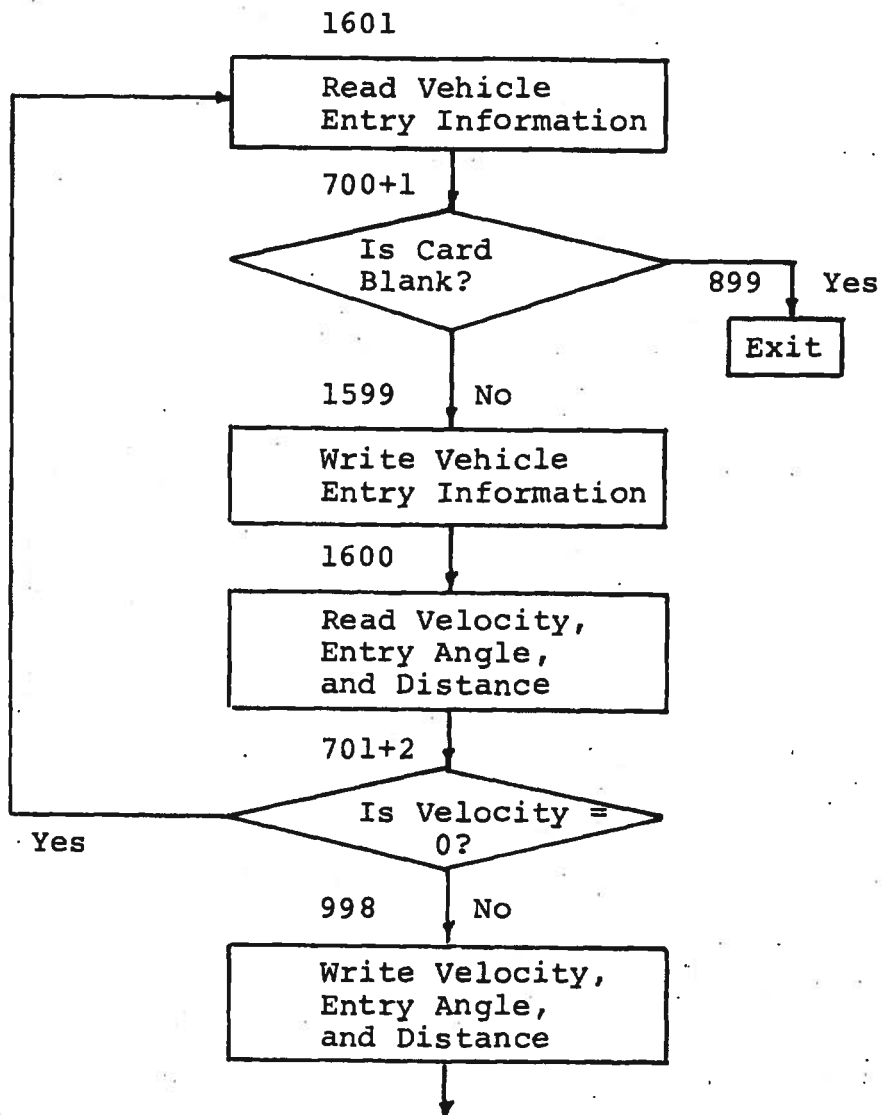 1601
Read Vehicle
Entry Information
700+1
Is Card
Blank?
899 Yes
Exit
1599 No
Write Vehicle
Entry Information
1600
Read Velocity,
Entry Angle,
and Distance
701+2
Is Velocity =
0?
Yes
998 No
Write Velocity,
Entry Angle,
and Distance